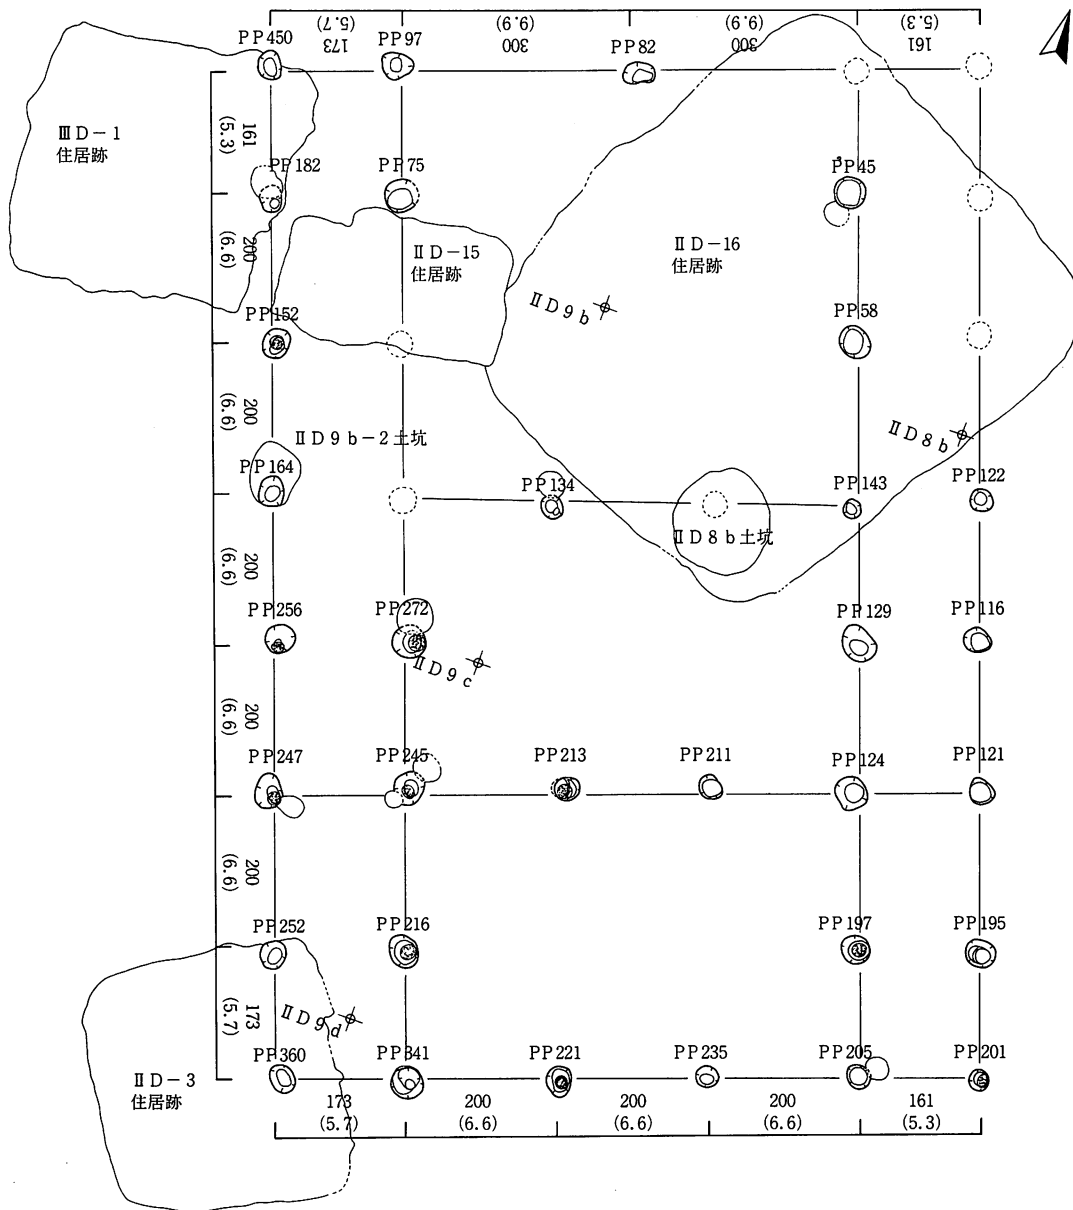 173
(5.7)
300
(9.9)
300
(9.9)
161
(5.3)
PP450
PP97
PP82
ⅢD-1
住居跡
161
(5.3)
PP182
PP75
PP45
200
(6.6)
ⅡD-15
住居跡
ⅡD-16
住居跡
ⅡD9b
PP152
PP58
200
(6.6)
ⅡD9b-2土坑
ⅡD8b
PP164
PP134
PP143
PP122
ⅡD8b土坑
200
(6.6)
PP256
PP272
PP129
PP116
ⅡD9c
200
(6.6)
PP247
PP245
PP213
PP211
PP124
PP121
200
(6.6)
PP252
PP216
PP197
PP195
173
(5.7)
ⅡD9d
PP360
PP341
PP221
PP235
PP205
PP201
ⅡD-3
住居跡
173
(5.7)
200
(6.6)
200
(6.6)
200
(6.6)
161
(5.3)